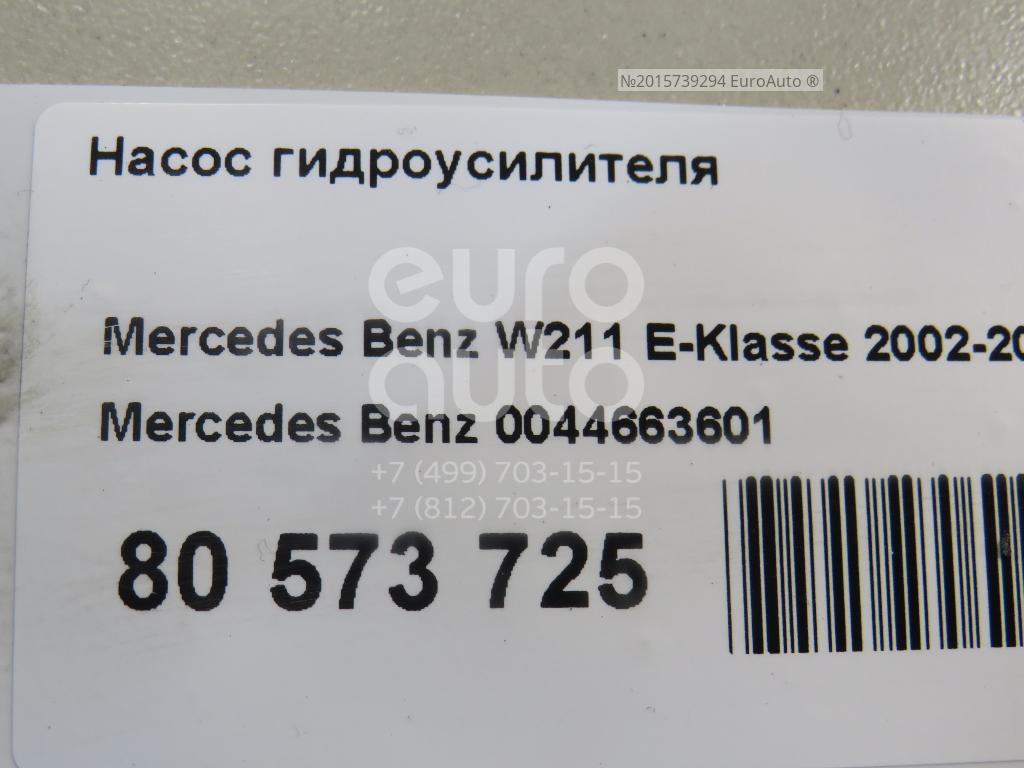 №2015739294 EuroAuto ®
Насос гидроусилителя
euro
Mercedes Benz W211 E-Klasse 2002-20
auto
Mercedes Benz 0044663601
+7 (499) 703-15-15
+7 (812) 703-15-15
80 573 725